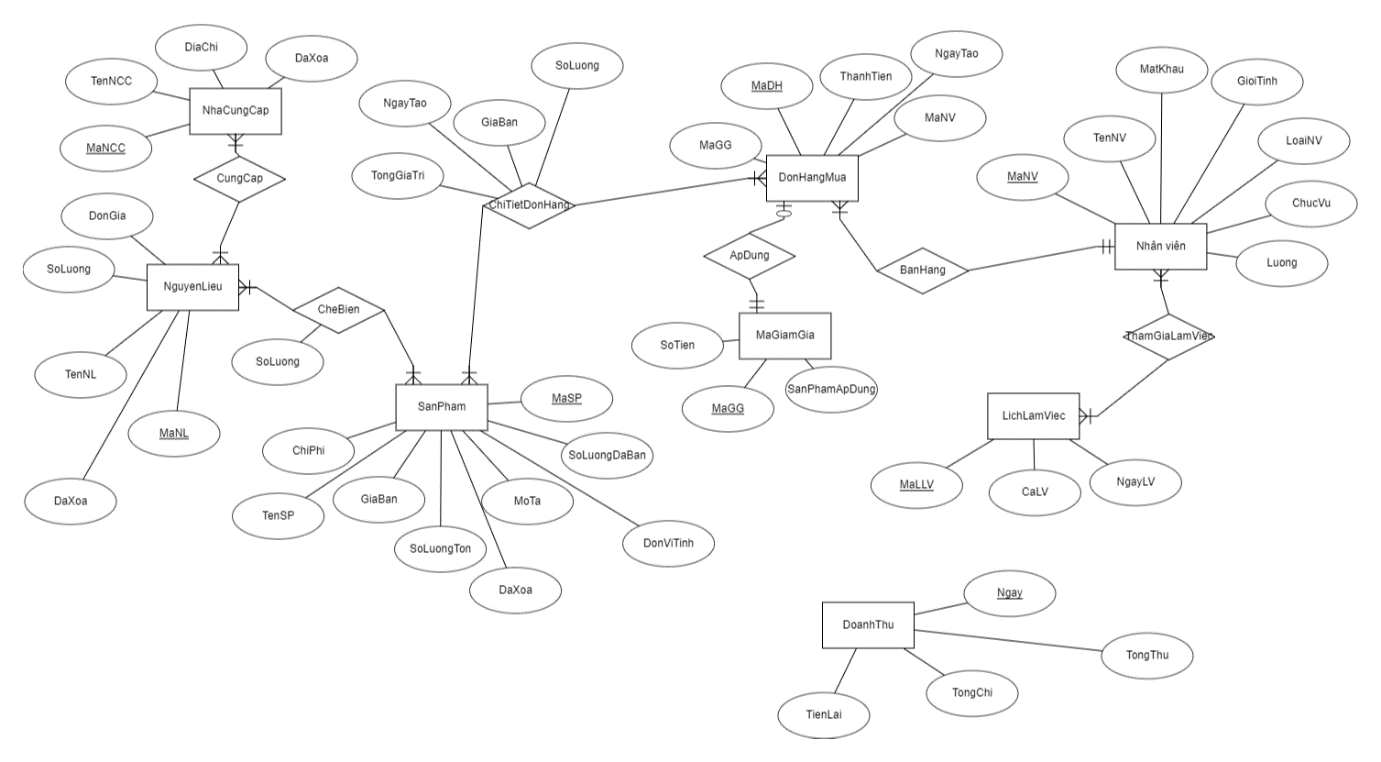 DiaChi
DaXoa
TenNCC
NhaCungCap
MaNCC
CungCap
DonGia
SoLuong
NguyenLieu
TenNL
MaNL
DaXoa
CheBien
SoLuong
NgayTao
GiaBan
SoLuong
TongGiaTri
ChiTietDonHang
SanPham
MaSP
SoLuongDaBan
ChiPhi
TenSP
GiaBan
SoLuongTon
MoTa
DaXoa
DonViTinh
MaDH
ThanhTien
NgayTao
MaNV
MaGG
DonHangMua
ApDung
BanHang
MaGiamGia
SoTien
MaGG
SanPhamApDung
MatKhau
GioiTinh
TenNV
LoaiNV
MaNV
ChucVu
Nhân viên
Luong
ThamGiaLamViec
LichLamViec
MaLLV
CaLV
NgayLV
Ngay
DoanhThu
TongThu
TongChi
TienLai